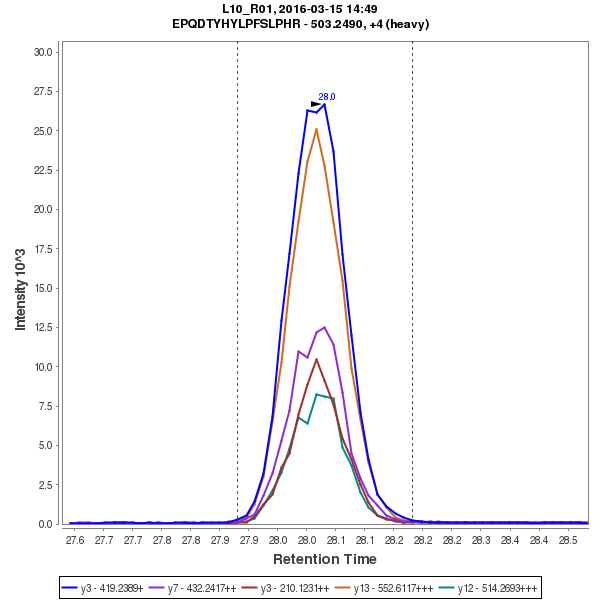 L10_R01, 2016-03-15 14:49
EPQDTYHYLPFSLPHR - 503.2490, +4 (heavy)
30.0
27.5
25.0
22.5
20.0
17.5
15.0
12.5
10.0
7.5
5.0
2.5
0.0
Intensity 10^3
28.0
27.6 27.7 27.7 27.8 27.8 27.9 27.9 28.0 28.0 28.1 28.1 28.2 28.2 28.2 28.3 28.4 28.4 28.5
Retention Time
y3 - 419.2389+ y7 - 432.2417++ y3 - 210.1231++ y13 - 552.6117+++ y12 - 514.2693+++